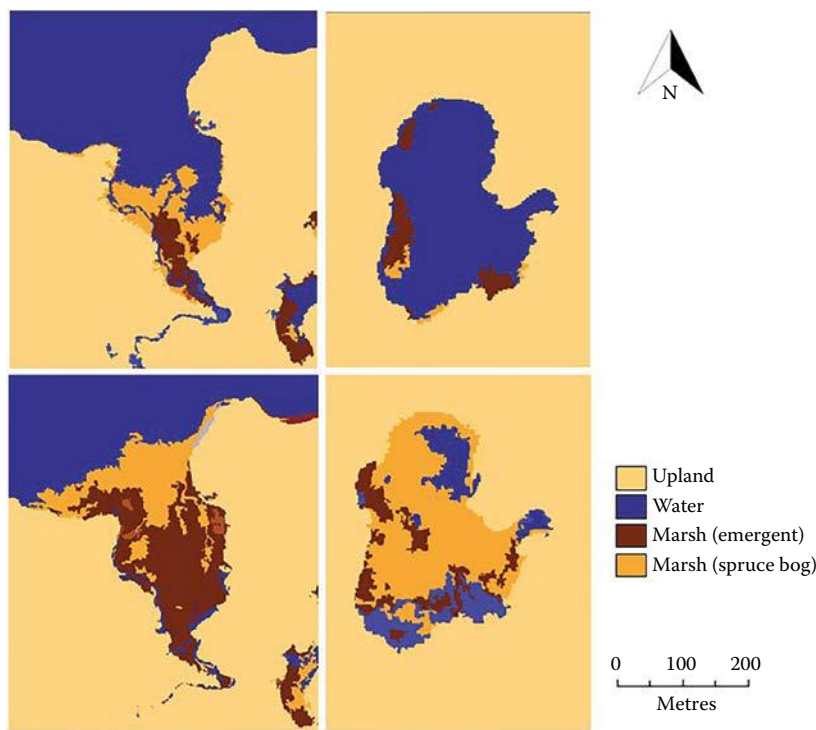 N
Upland
Water
Marsh (emergent)
Marsh (spruce bog)
0 100 200
Metres